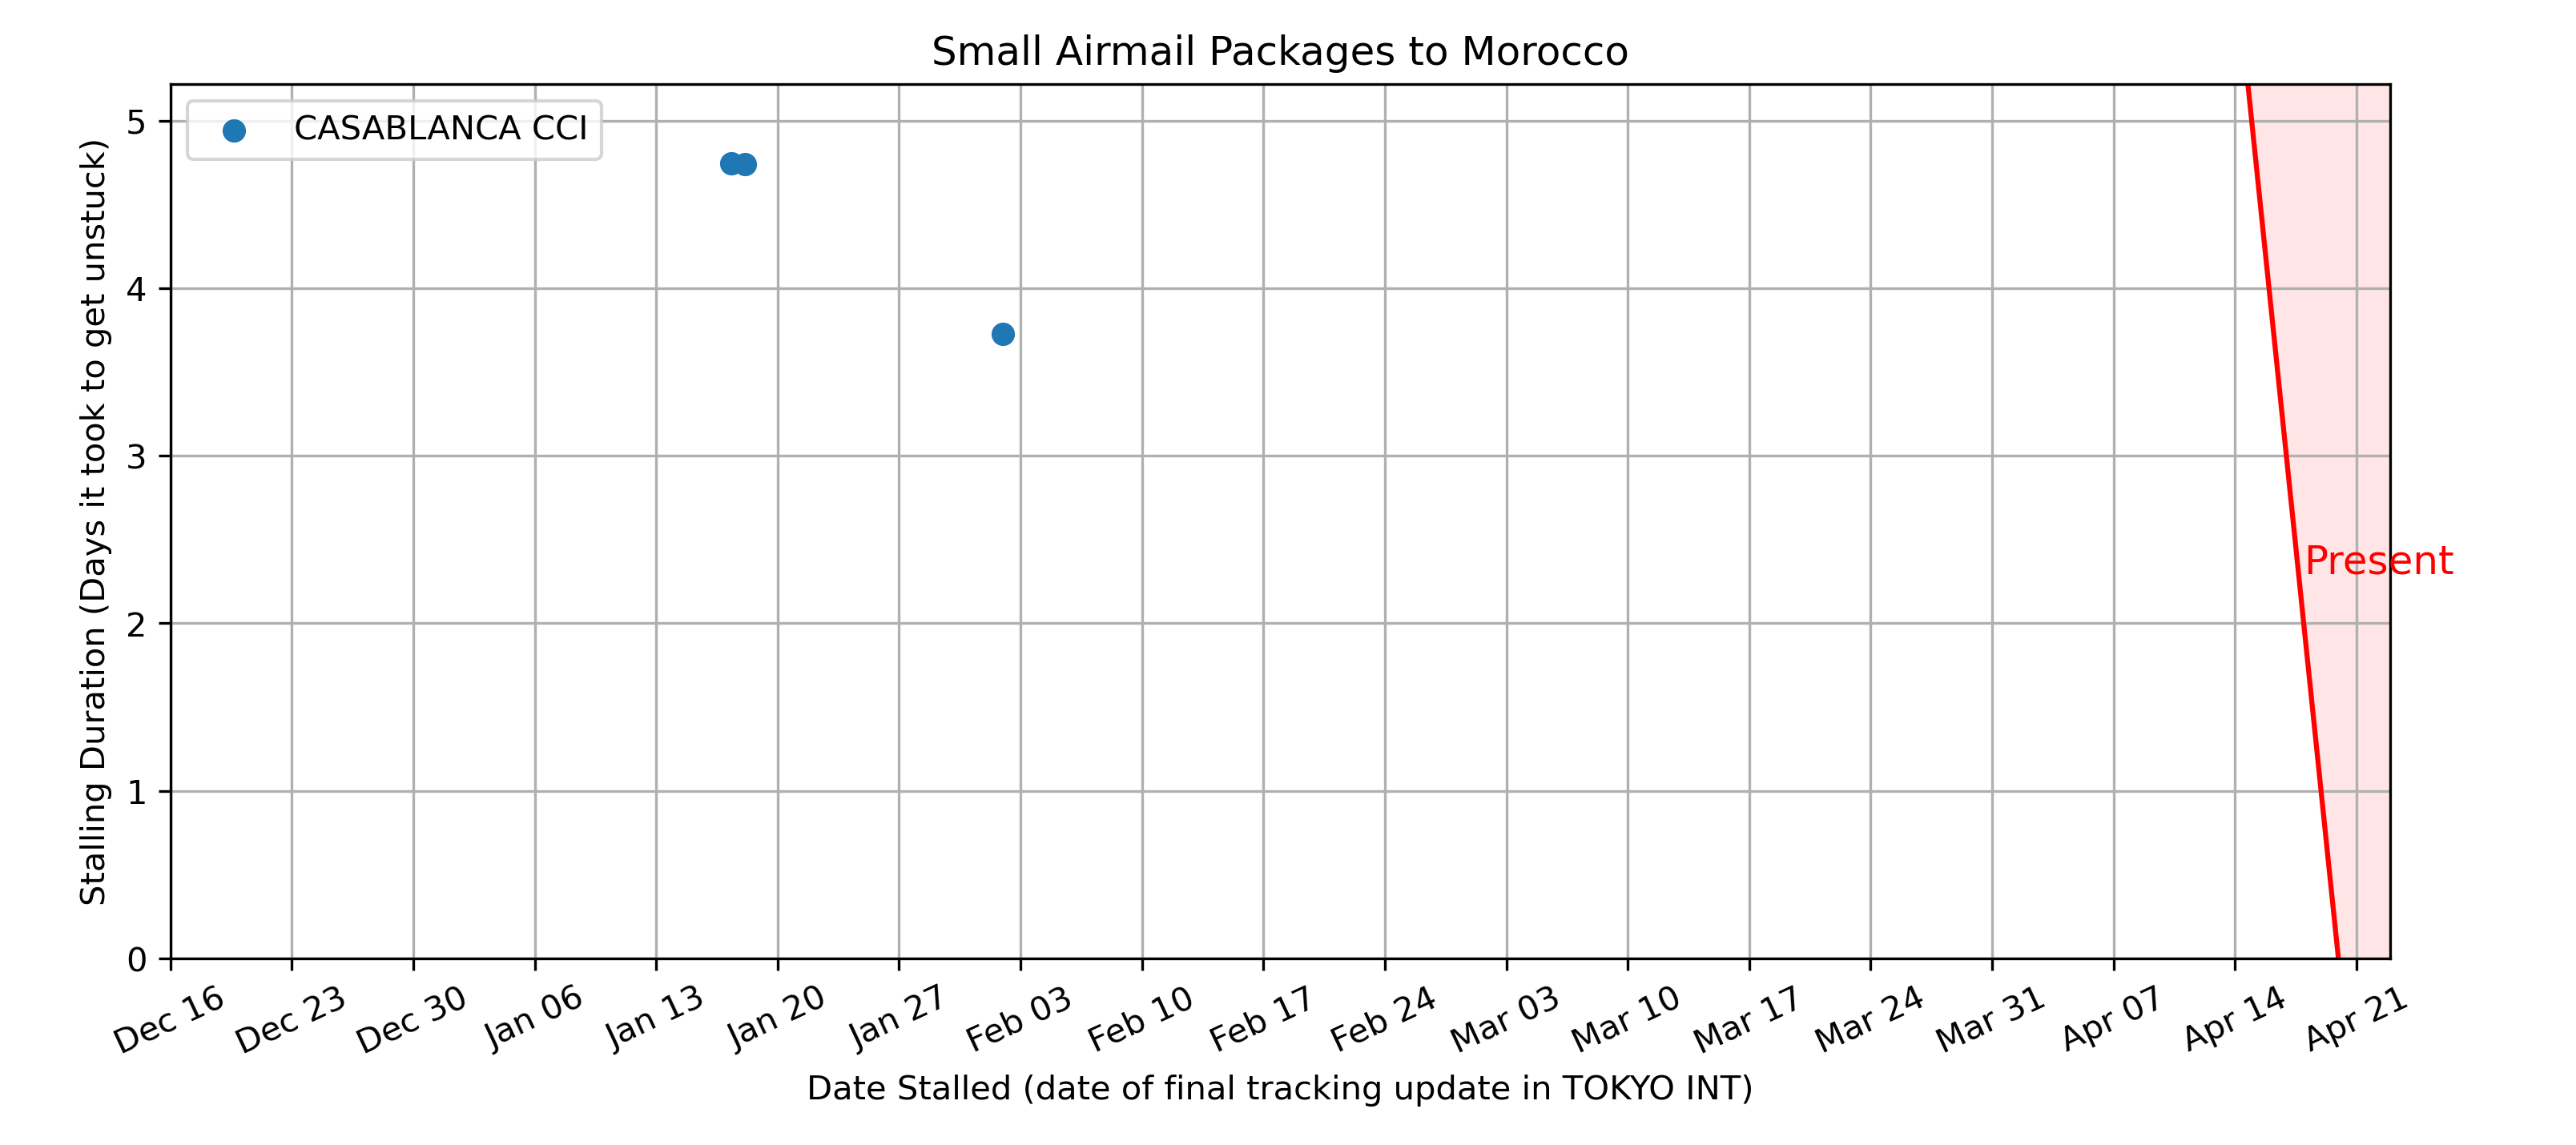 Small Airmail Packages to Morocco
CASABLANCA CCI
Stalling Duration (Days it took to get unstuck)
5
4
3
2
1
0
Present
Dec 16
Dec 23
Dec 30
Jan 06
Jan 13
Jan 20
Jan 27
Feb 03
Feb 10
Feb 17
Feb 24
Mar 03
Mar 10
Mar 17
Mar 24
Mar 31
Apr 07
Apr 14
Apr 21
Date Stalled (date of final tracking update in TOKYO INT)